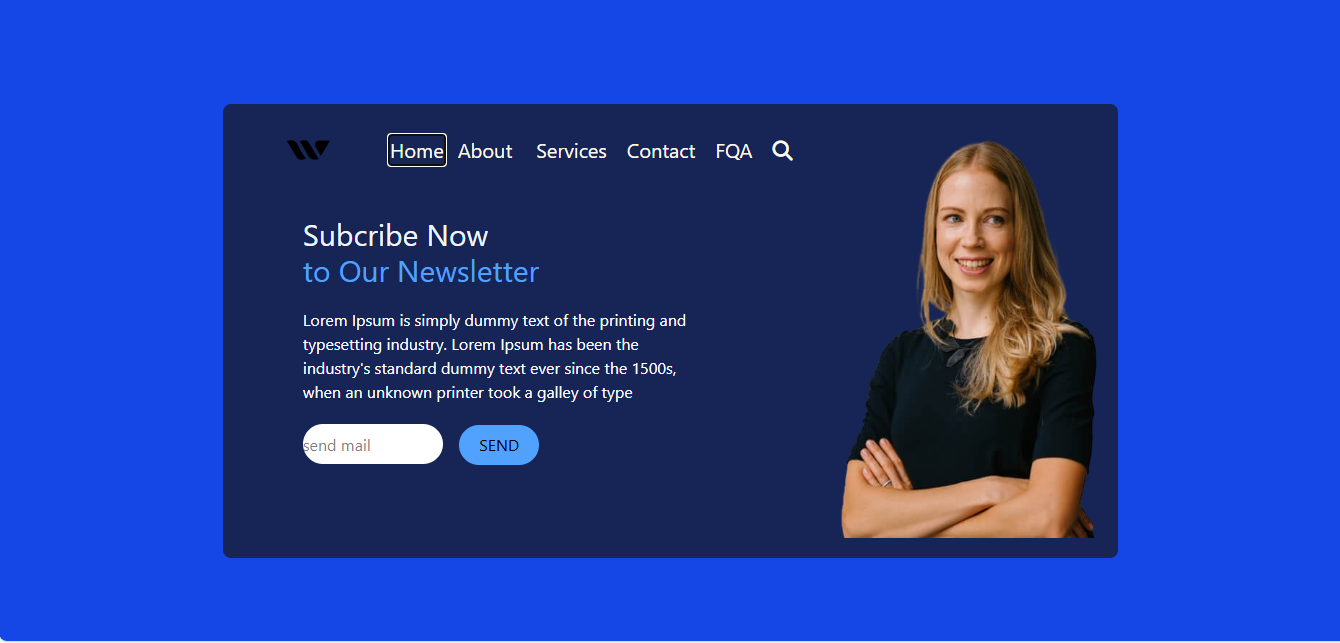 Home About Services Contact FQA
Subcribe Now
to Our Newsletter
Lorem Ipsum is simply dummy text of the printing and
typesetting industry. Lorem Ipsum has been the
industry's standard dummy text ever since the 1500s,
when an unknown printer took a galley of type
send mail SEND